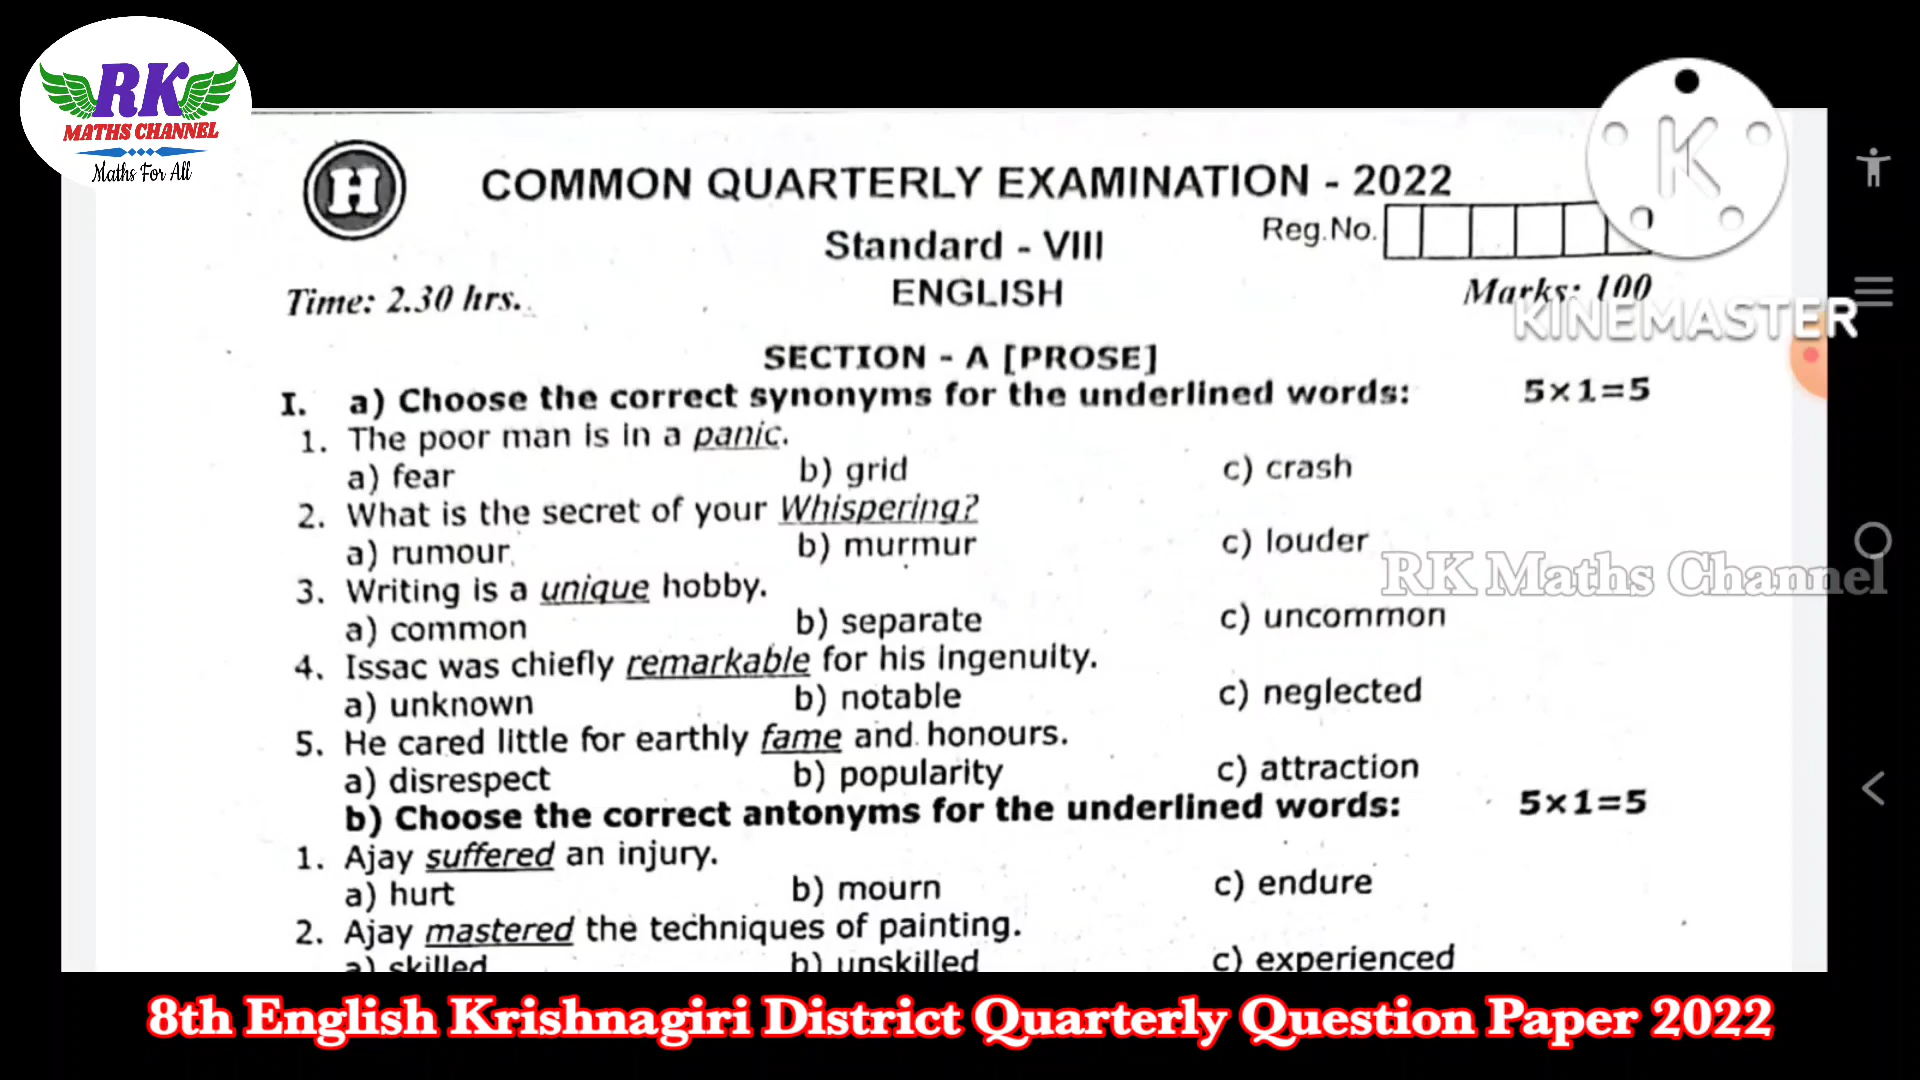 RK
MATHS CHANNEL
Maths For All
H
K
COMMON QUARTERLY EXAMINATION - 2022
Standard - VIII
Reg.No.
Time: 2.30 hrs.
ENGLISH
Marks: 100
KINEMASTER
SECTION - A [PROSE]
I. a) Choose the correct synonyms for the underlined words: 5×1=5
1. The poor man is in a panic.
a) fear b) grid c) crash
2. What is the secret of your Whispering?
a) rumour b) murmur c) louder
RK Maths Channel
3. Writing is a unique hobby.
a) common b) separate c) uncommon
4. Issac was chiefly remarkable for his ingenuity.
a) unknown b) notable c) neglected
5. He cared little for earthly fame and honours.
a) disrespect b) popularity c) attraction
b) Choose the correct antonyms for the underlined words: 5×1=5
1. Ajay suffered an injury.
a) hurt b) mourn c) endure
2. Ajay mastered the techniques of painting.
a) skilled b) unskilled c) experienced
8th English Krishnagiri District Quarterly Question Paper 2022